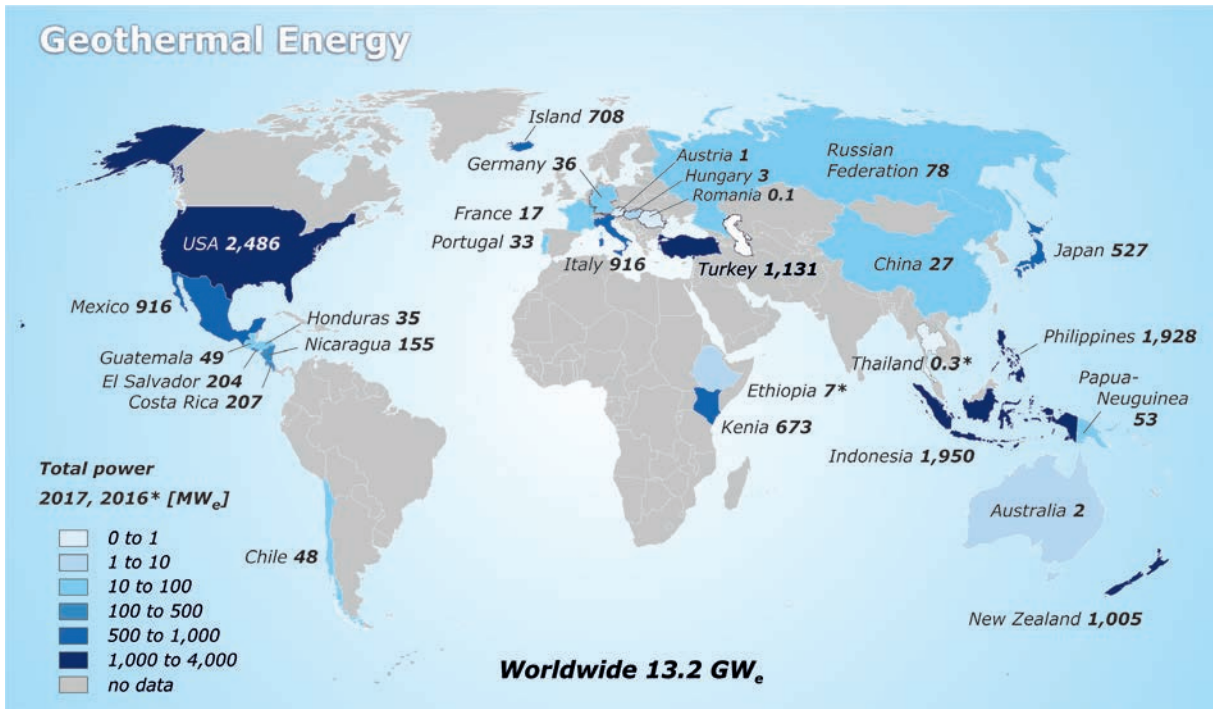 Geothermal Energy
Island 708
Germany 36
Austria 1
Hungary 3
Romania 0.1
Russian
Federation 78
France 17
Portugal 33
Italy 916
Turkey 1,131
USA 2,486
China 27
Japan 527
Mexico 916
Honduras 35
Nicaragua 155
Guatemala 49
El Salvador 204
Costa Rica 207
Philippines 1,928
Thailand 0.3*
Papua-
Neuguinea
53
Ethiopia 7*
Kenia 673
Indonesia 1,950
Australia 2
Chile 48
New Zealand 1,005
Total power
2017, 2016* [MWe]
0 to 1
1 to 10
10 to 100
100 to 500
500 to 1,000
1,000 to 4,000
no data
Worldwide 13.2 GWe